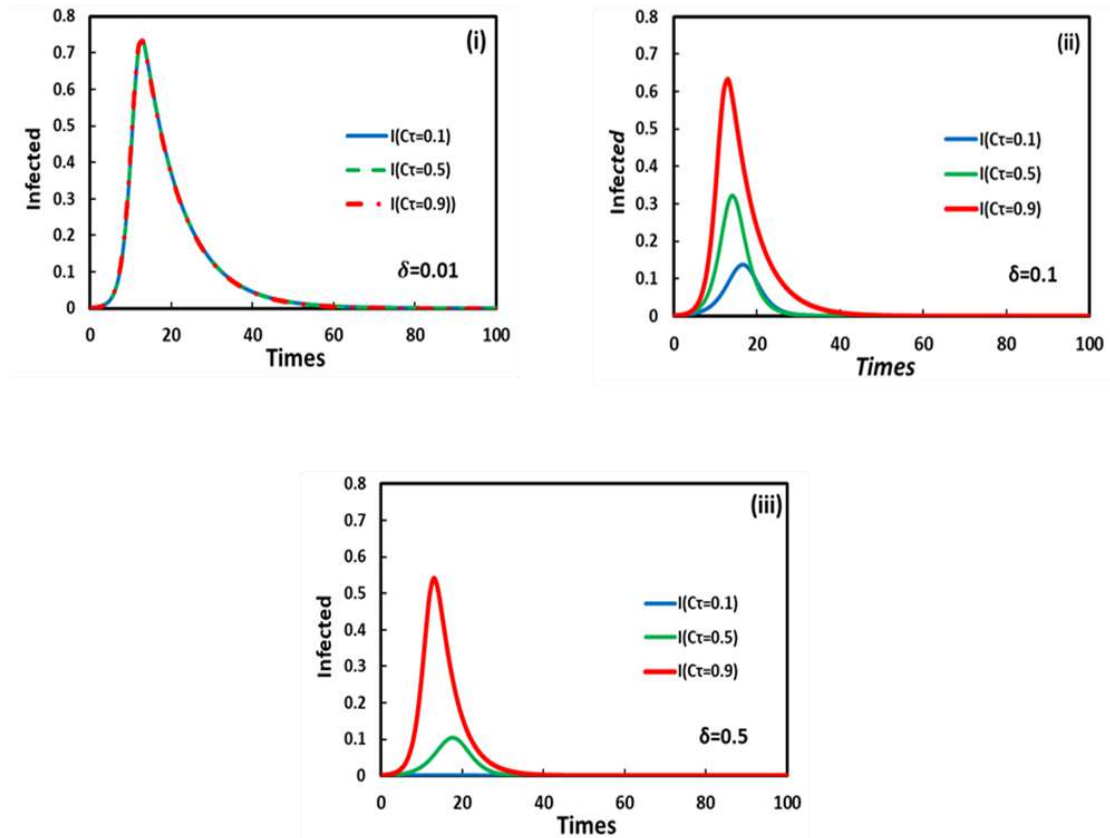 0.8
(i)
0.7
0.6
0.5
0.4
0.3
0.2
0.1
0
Infected
I(Cτ=0.1)
I(Cτ=0.5)
I(Cτ=0.9))
δ=0.01
0 20 40 60 80 100
Times
0.8
(ii)
0.7
0.6
0.5
0.4
0.3
0.2
0.1
0
Infected
I(Cτ=0.1)
I(Cτ=0.5)
I(Cτ=0.9)
δ=0.1
0 20 40 60 80 100
Times
0.8
(iii)
0.7
0.6
0.5
0.4
0.3
0.2
0.1
0
Infected
I(Cτ=0.1)
I(Cτ=0.5)
I(Cτ=0.9)
δ=0.5
0 20 40 60 80 100
Times